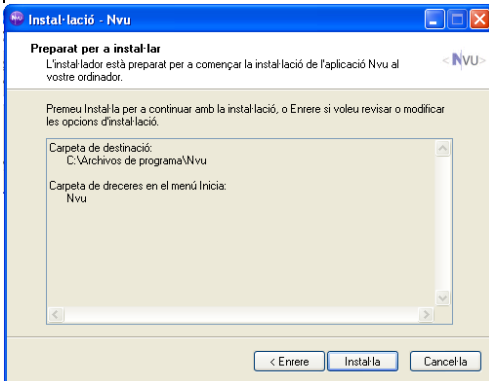 Instal·lació - Nvu
Preparat per a instal·lar
L'instal·lador està preparat per a començar la instal·lació de l'aplicació Nvu al
vostre ordinador.
<NVU>
Premeu Instal·la per a continuar amb la instal·lació, o Enrere si voleu revisar o modificar
les opcions d'instal·lació.
Carpeta de destinació:
C:\Archivos de programa\Nvu
Carpeta de dreceres en el menú Inicia:
Nvu
< Enrere
Instal·la
Cancel·la